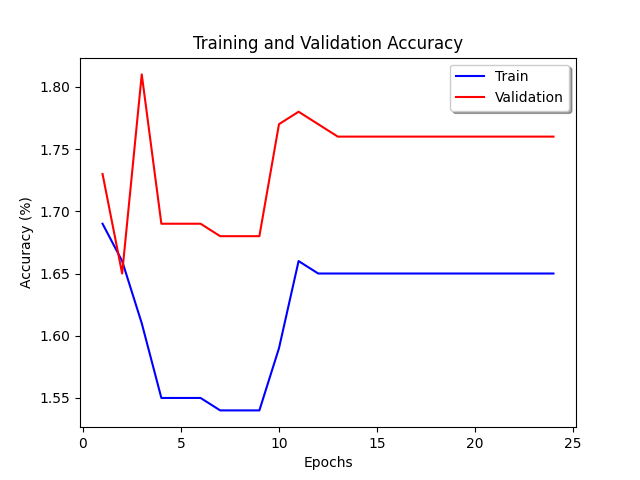 Training and Validation Accuracy
Train
Validation
Accuracy (%)
1.80
1.75
1.70
1.65
1.60
1.55
0 5 10 15 20 25
Epochs